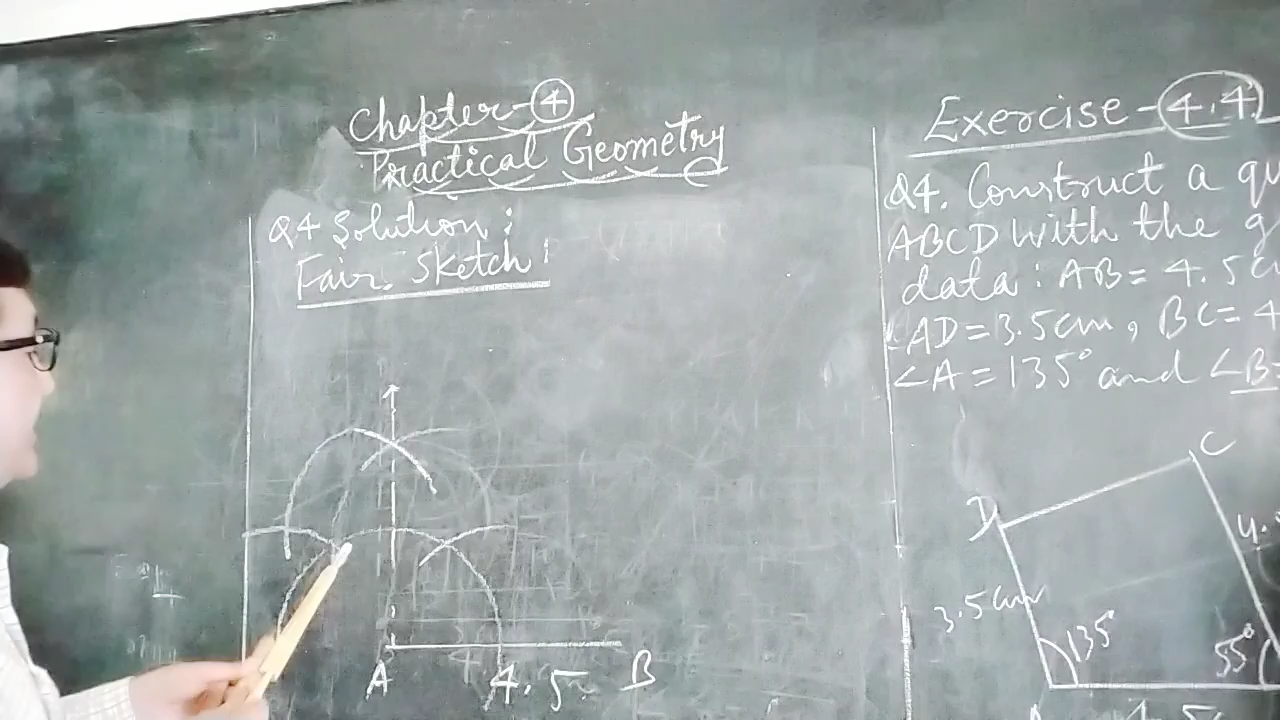 Chapter-4
Practical Geometry
Q4 Solution:
Fair Sketch:
A
4.5
B
Exercise-4.4
Q4. Construct a qu
ABCD with the g
data: AB = 4.5c
AD = 3.5cm, BC = 4
∠A = 135° and ∠B =
C
D
4.
3.5cm
135°
55°